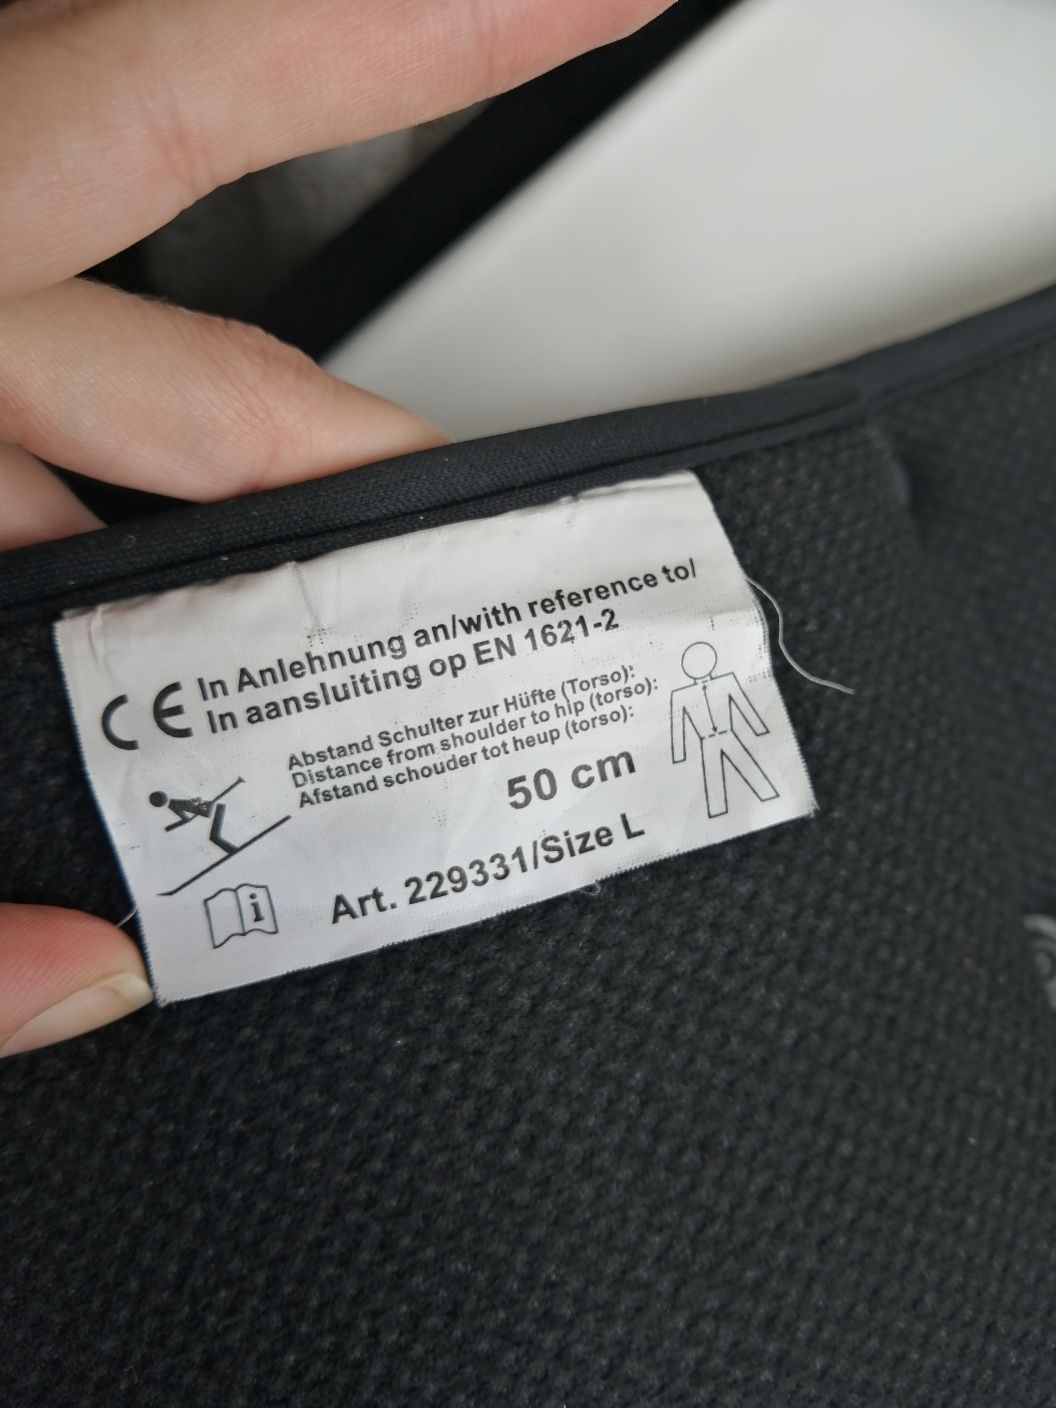 CE In Anlehnung an/with reference to/
In aansluiting op EN 1621-2
Abstand Schulter zur Hüfte (Torso):
Distance from shoulder to hip (torso):
Afstand schouder tot heup (torso):
50 cm
i
Art. 229331/Size L